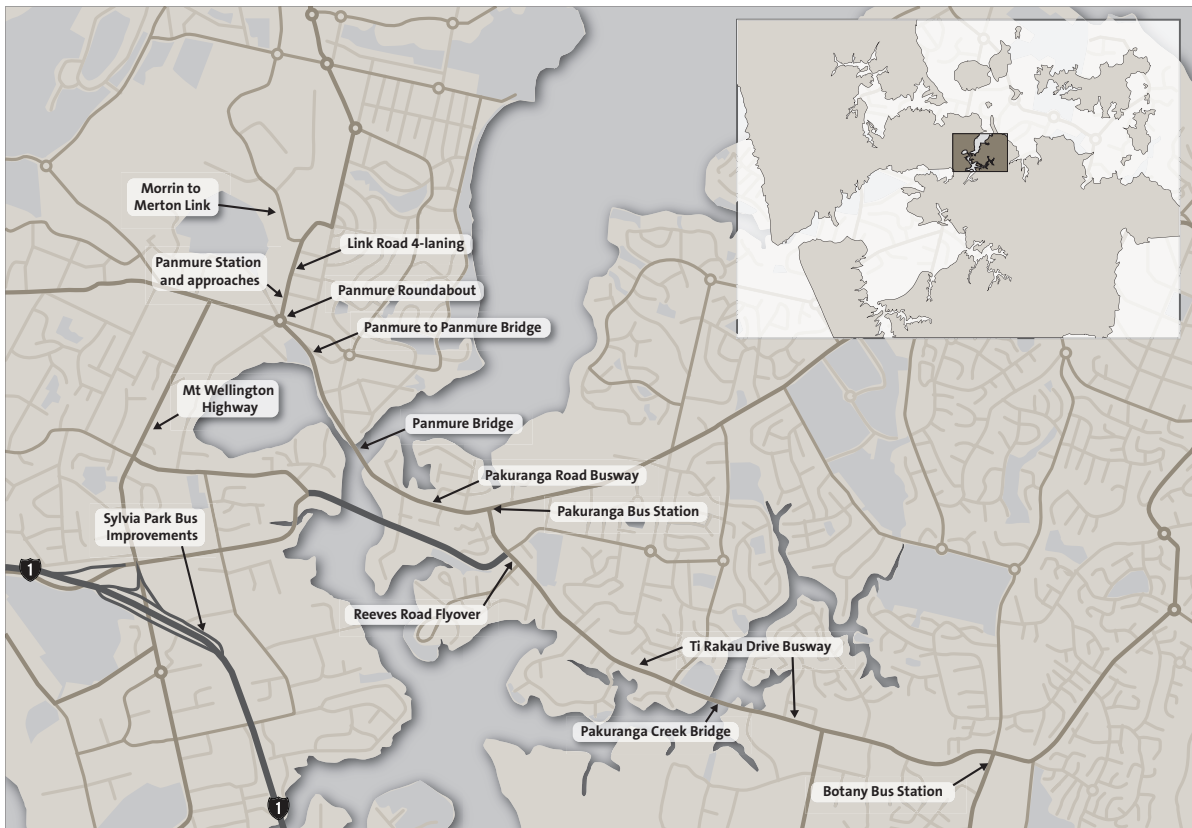 Morrin to
Merton Link
Link Road 4-laning
Panmure Station
and approaches
Panmure Roundabout
Panmure to Panmure Bridge
Mt Wellington
Highway
Panmure Bridge
Pakuranga Road Busway
Pakuranga Bus Station
Sylvia Park Bus
Improvements
1
Reeves Road Flyover
Ti Rakau Drive Busway
Pakuranga Creek Bridge
Botany Bus Station
1